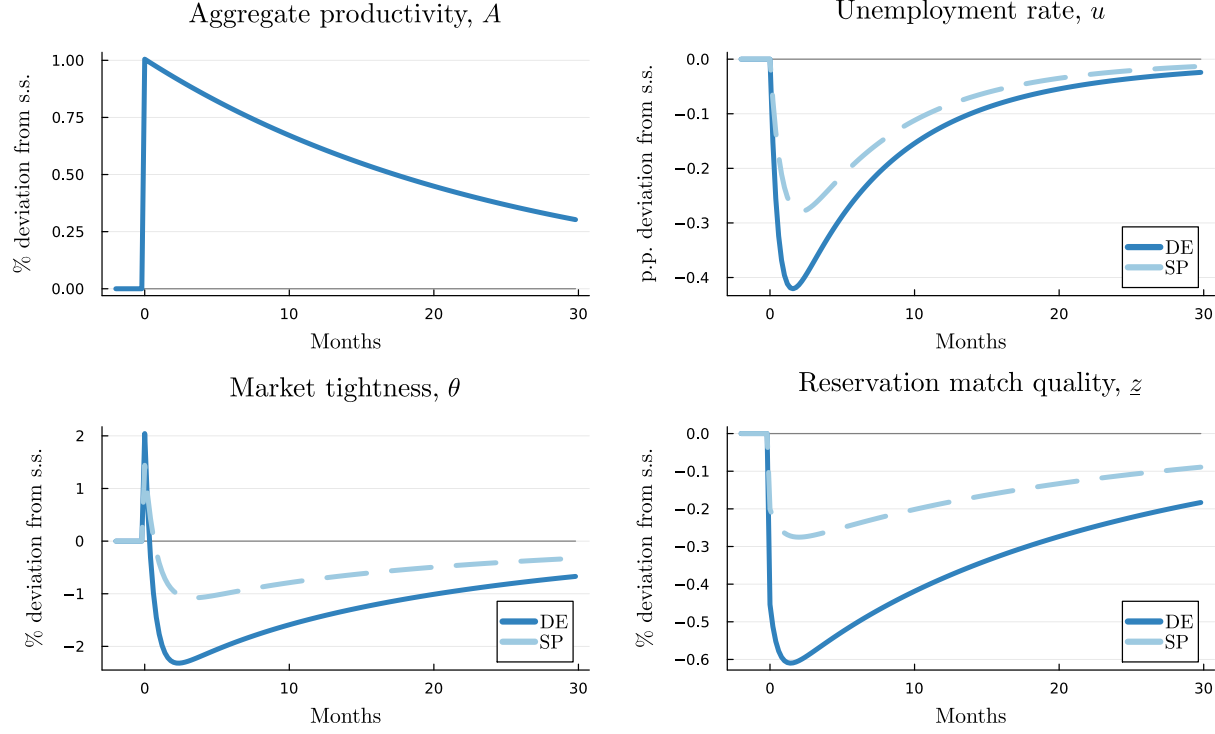 Aggregate productivity, A
% deviation from s.s.
1.00
0.75
0.50
0.25
0.00
0 10 20 30
Months
Unemployment rate, u
p.p. deviation from s.s.
0.0
−0.1
−0.2
−0.3
−0.4
DE
SP
0 10 20 30
Months
Market tightness, θ
% deviation from s.s.
2
1
0
−1
−2
DE
SP
0 10 20 30
Months
Reservation match quality, z̲
% deviation from s.s.
0.0
−0.1
−0.2
−0.3
−0.4
−0.5
−0.6
DE
SP
0 10 20 30
Months